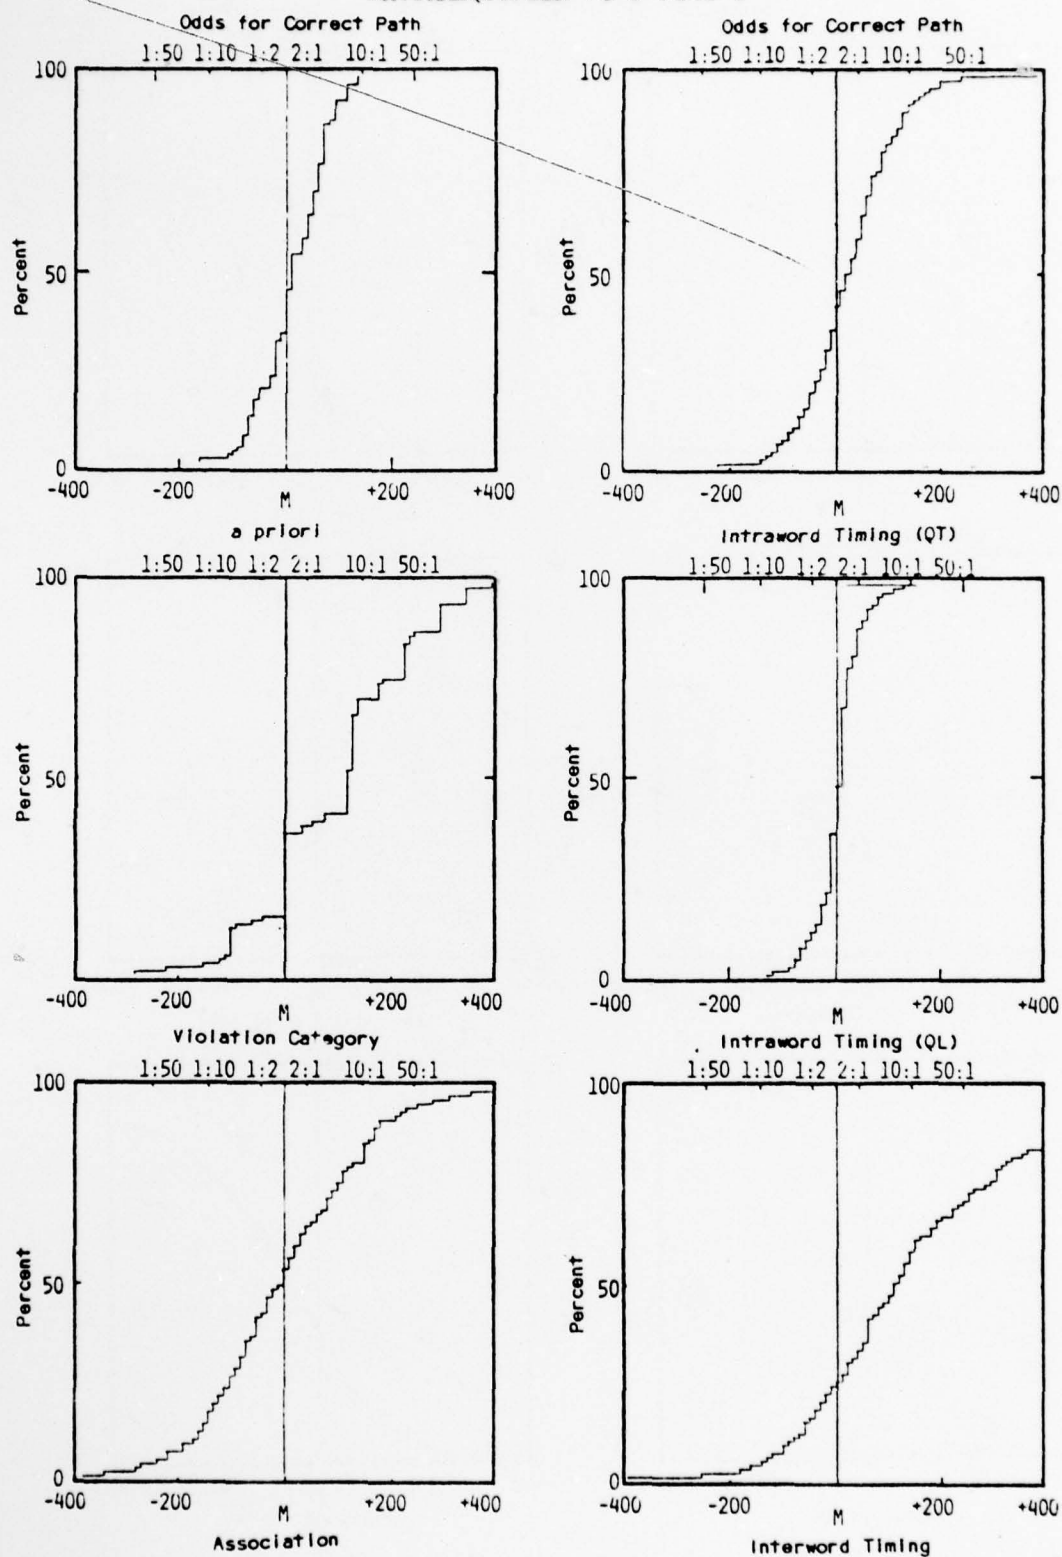 Odds for Correct Path Odds for Correct Path
1:50 1:10 1:2 2:1 10:1 50:1 1:50 1:10 1:2 2:1 10:1 50:1
100 100
Percent Percent
50 50
0 0
-400 -200 M +200 +400 -400 -200 M +200 +400
a priori Intraword Timing (QT)
1:50 1:10 1:2 2:1 10:1 50:1 1:50 1:10 1:2 2:1 10:1 50:1
100 100
Percent Percent
50 50
0 0
-400 -200 M +200 +400 -400 -200 M +200 +400
Violation Category Intraword Timing (QL)
1:50 1:10 1:2 2:1 10:1 50:1 1:50 1:10 1:2 2:1 10:1 50:1
100 100
Percent Percent
50 50
0 0
-400 -200 M +200 +400 -400 -200 M +200 +400
Association Interword Timing